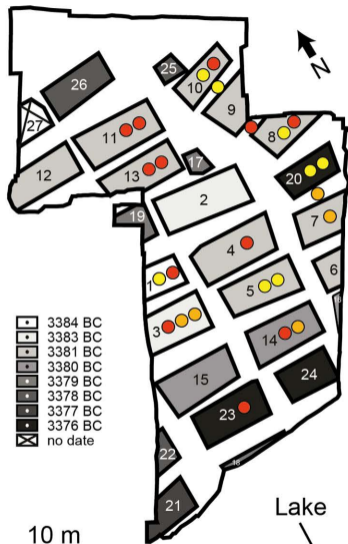 N
25
26
10
9
27
11
8
12
13
17
20
19
2
7
4
1
5
6
3
18
14
15
24
23
22
18
21
3384 BC
3383 BC
3381 BC
3380 BC
3379 BC
3378 BC
3377 BC
3376 BC
no date
10 m
Lake